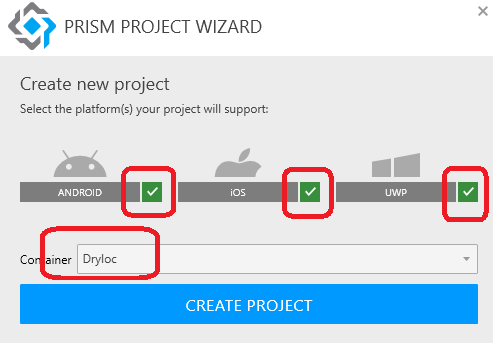 PRISM PROJECT WIZARD
Create new project
Select the platform(s) your project will support:
ANDROID iOS UWP
Container Dryloc
CREATE PROJECT